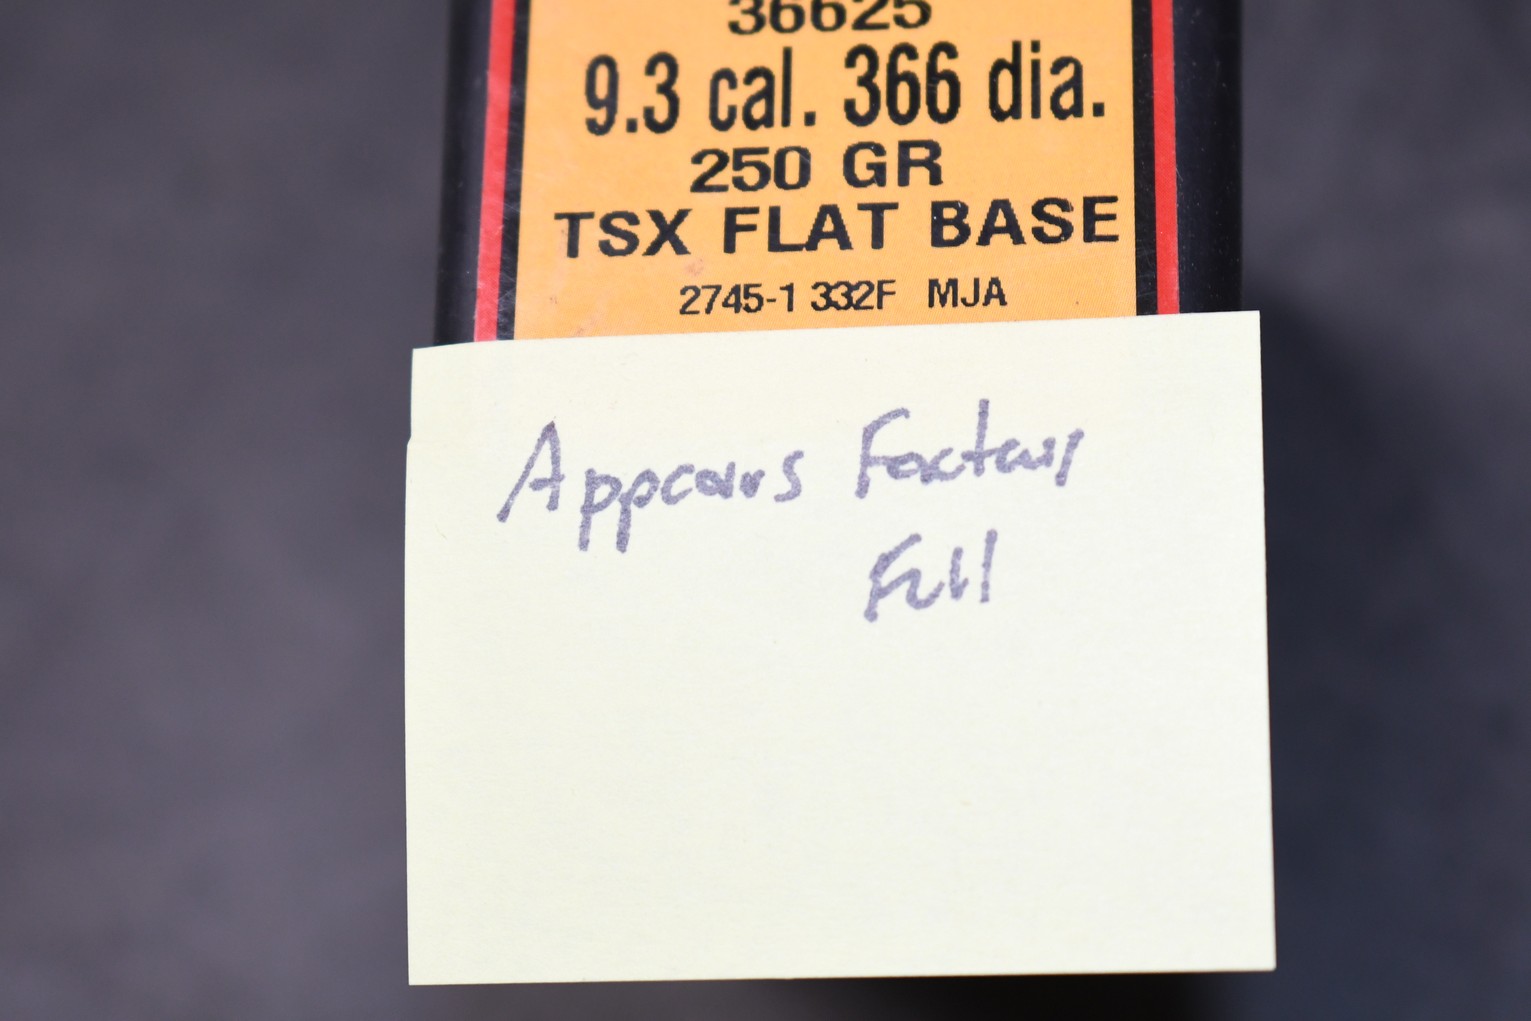 36625
9.3 cal. 366 dia.
250 GR
TSX FLAT BASE
2745-1 332F MJA
Appears Factory
Full